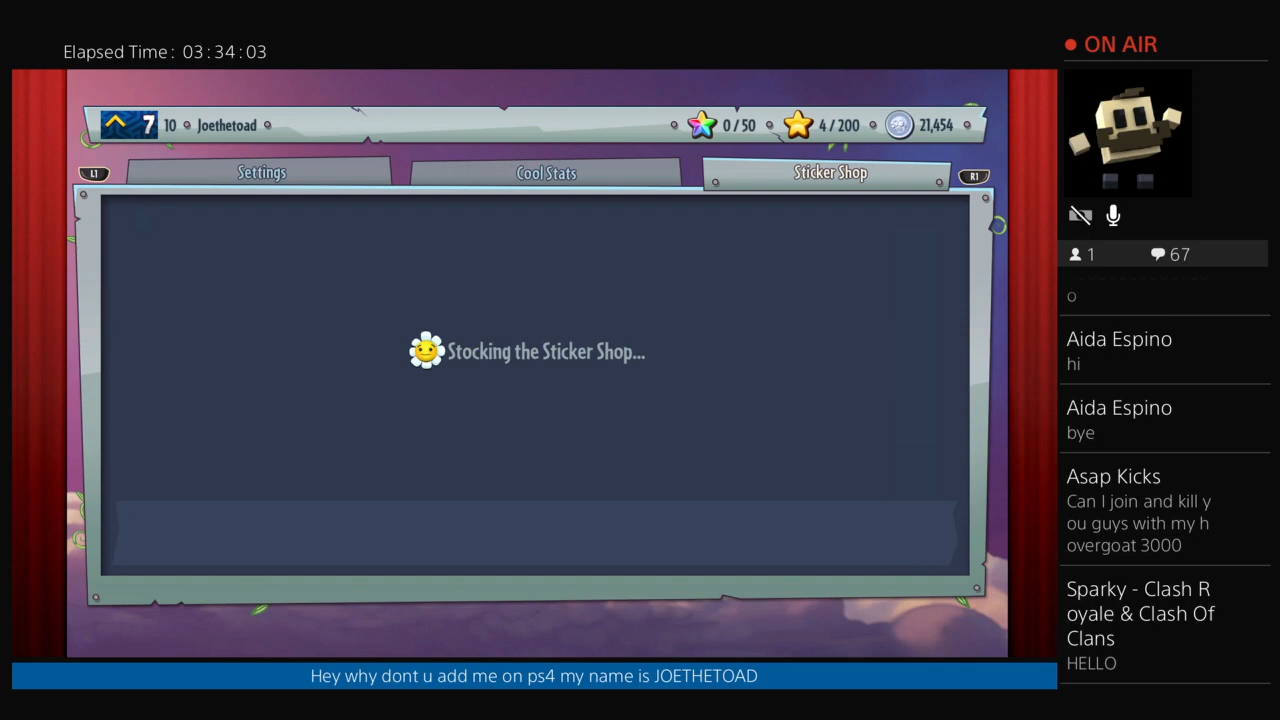 Elapsed Time: 03:34:03
ON AIR
7 10 Joethetoad 0/50 4/200 21,454
L1 Settings Cool Stats Sticker Shop R1
Stocking the Sticker Shop...
1 67
o
Aida Espino
hi
Aida Espino
bye
Asap Kicks
Can I join and kill y
ou guys with my h
overgoat 3000
Sparky - Clash R
oyale & Clash Of
Clans
HELLO
Hey why dont u add me on ps4 my name is JOETHETOAD